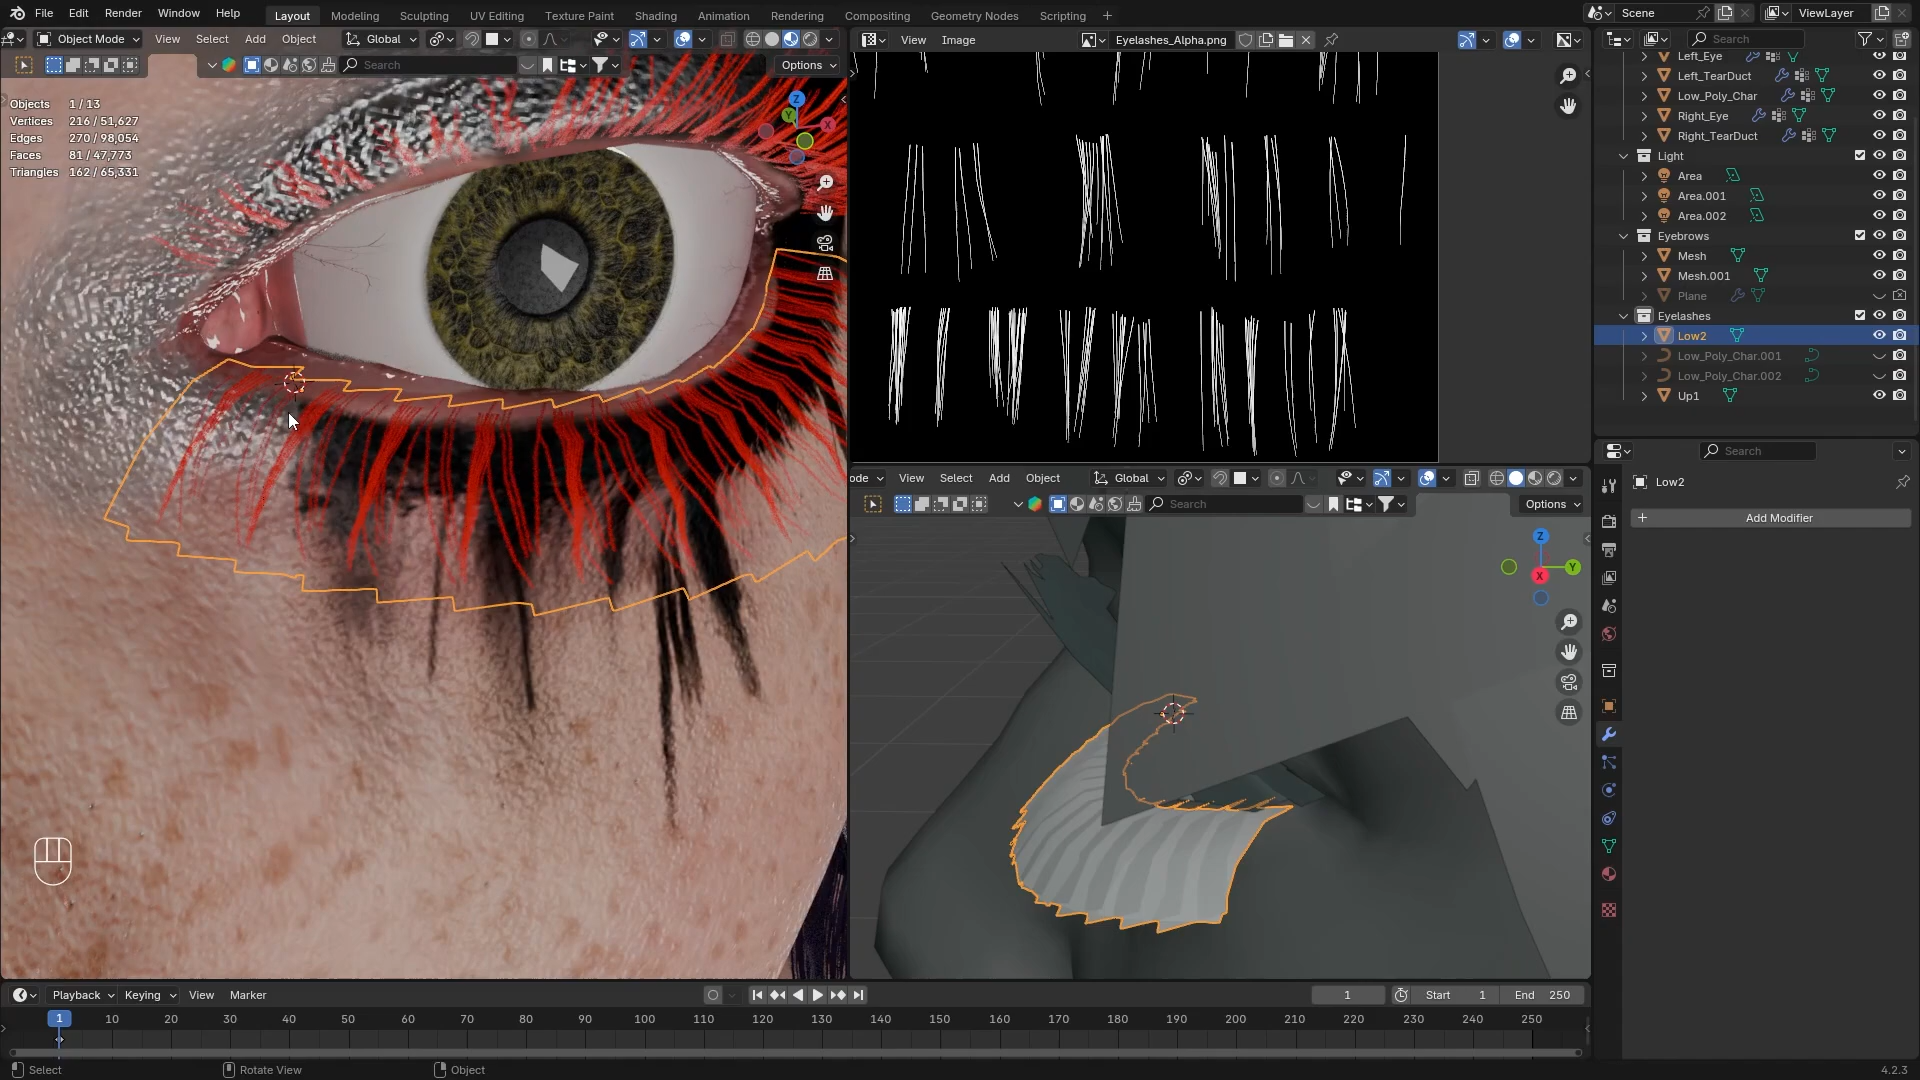 File Edit Render Window Help Layout Modeling Sculpting UV Editing Texture Paint Shading Animation Rendering Compositing Geometry Nodes Scripting + Scene ViewLayer
Object Mode View Select Add Object Global
Search Options
Objects 1 / 13
Vertices 216 / 51,627
Edges 270 / 98,054
Faces 81 / 47,773
Triangles 162 / 65,331
Z
Y
X
View Image Eyelashes_Alpha.png
ode View Select Add Object Global
Search Options
Z
Y
X
Search
Left_Eye
Left_TearDuct
Low_Poly_Char
Right_Eye
Right_TearDuct
Light
Area
Area.001
Area.002
Eyebrows
Mesh
Mesh.001
Plane
Eyelashes
Low2
Low_Poly_Char.001
Low_Poly_Char.002
Up1
Search
Low2
+ Add Modifier
Playback Keying View Marker 1 Start 1 End 250
1 10 20 30 40 50 60 70 80 90 100 110 120 130 140 150 160 170 180 190 200 210 220 230 240 250
Select Rotate View Object 4.2.3